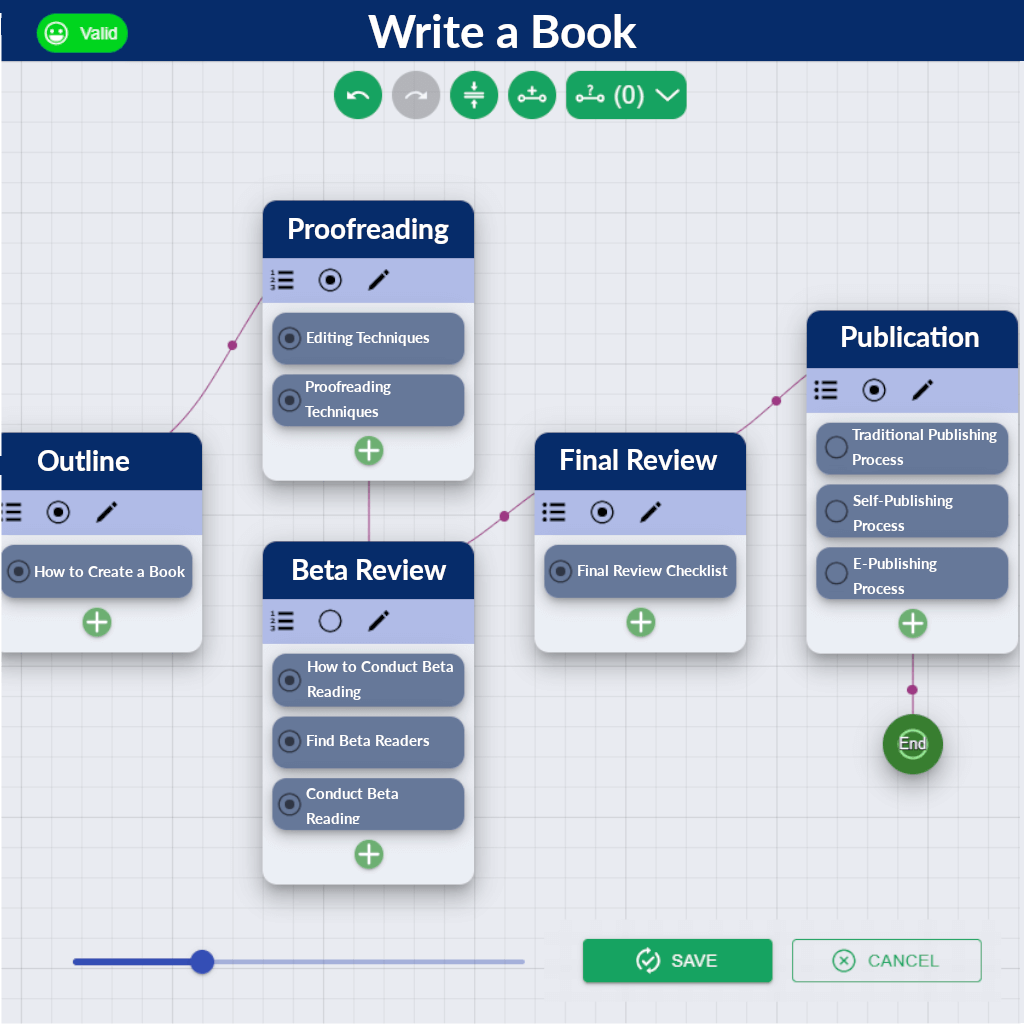 Valid
Write a Book
(0)
Proofreading
Editing Techniques
Proofreading
Techniques
Outline
How to Create a Book
Beta Review
How to Conduct Beta
Reading
Find Beta Readers
Conduct Beta
Reading
Final Review
Final Review Checklist
Publication
Traditional Publishing
Process
Self-Publishing
Process
E-Publishing
Process
End
SAVE
CANCEL